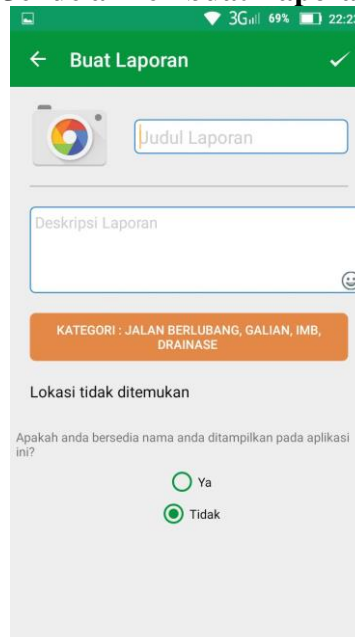 3G 69% 22:23
Buat Laporan
Judul Laporan
Deskripsi Laporan
KATEGORI : JALAN BERLUBANG, GALIAN, IMB,
DRAINASE
Lokasi tidak ditemukan
Apakah anda bersedia nama anda ditampilkan pada aplikasi
ini?
Ya
Tidak